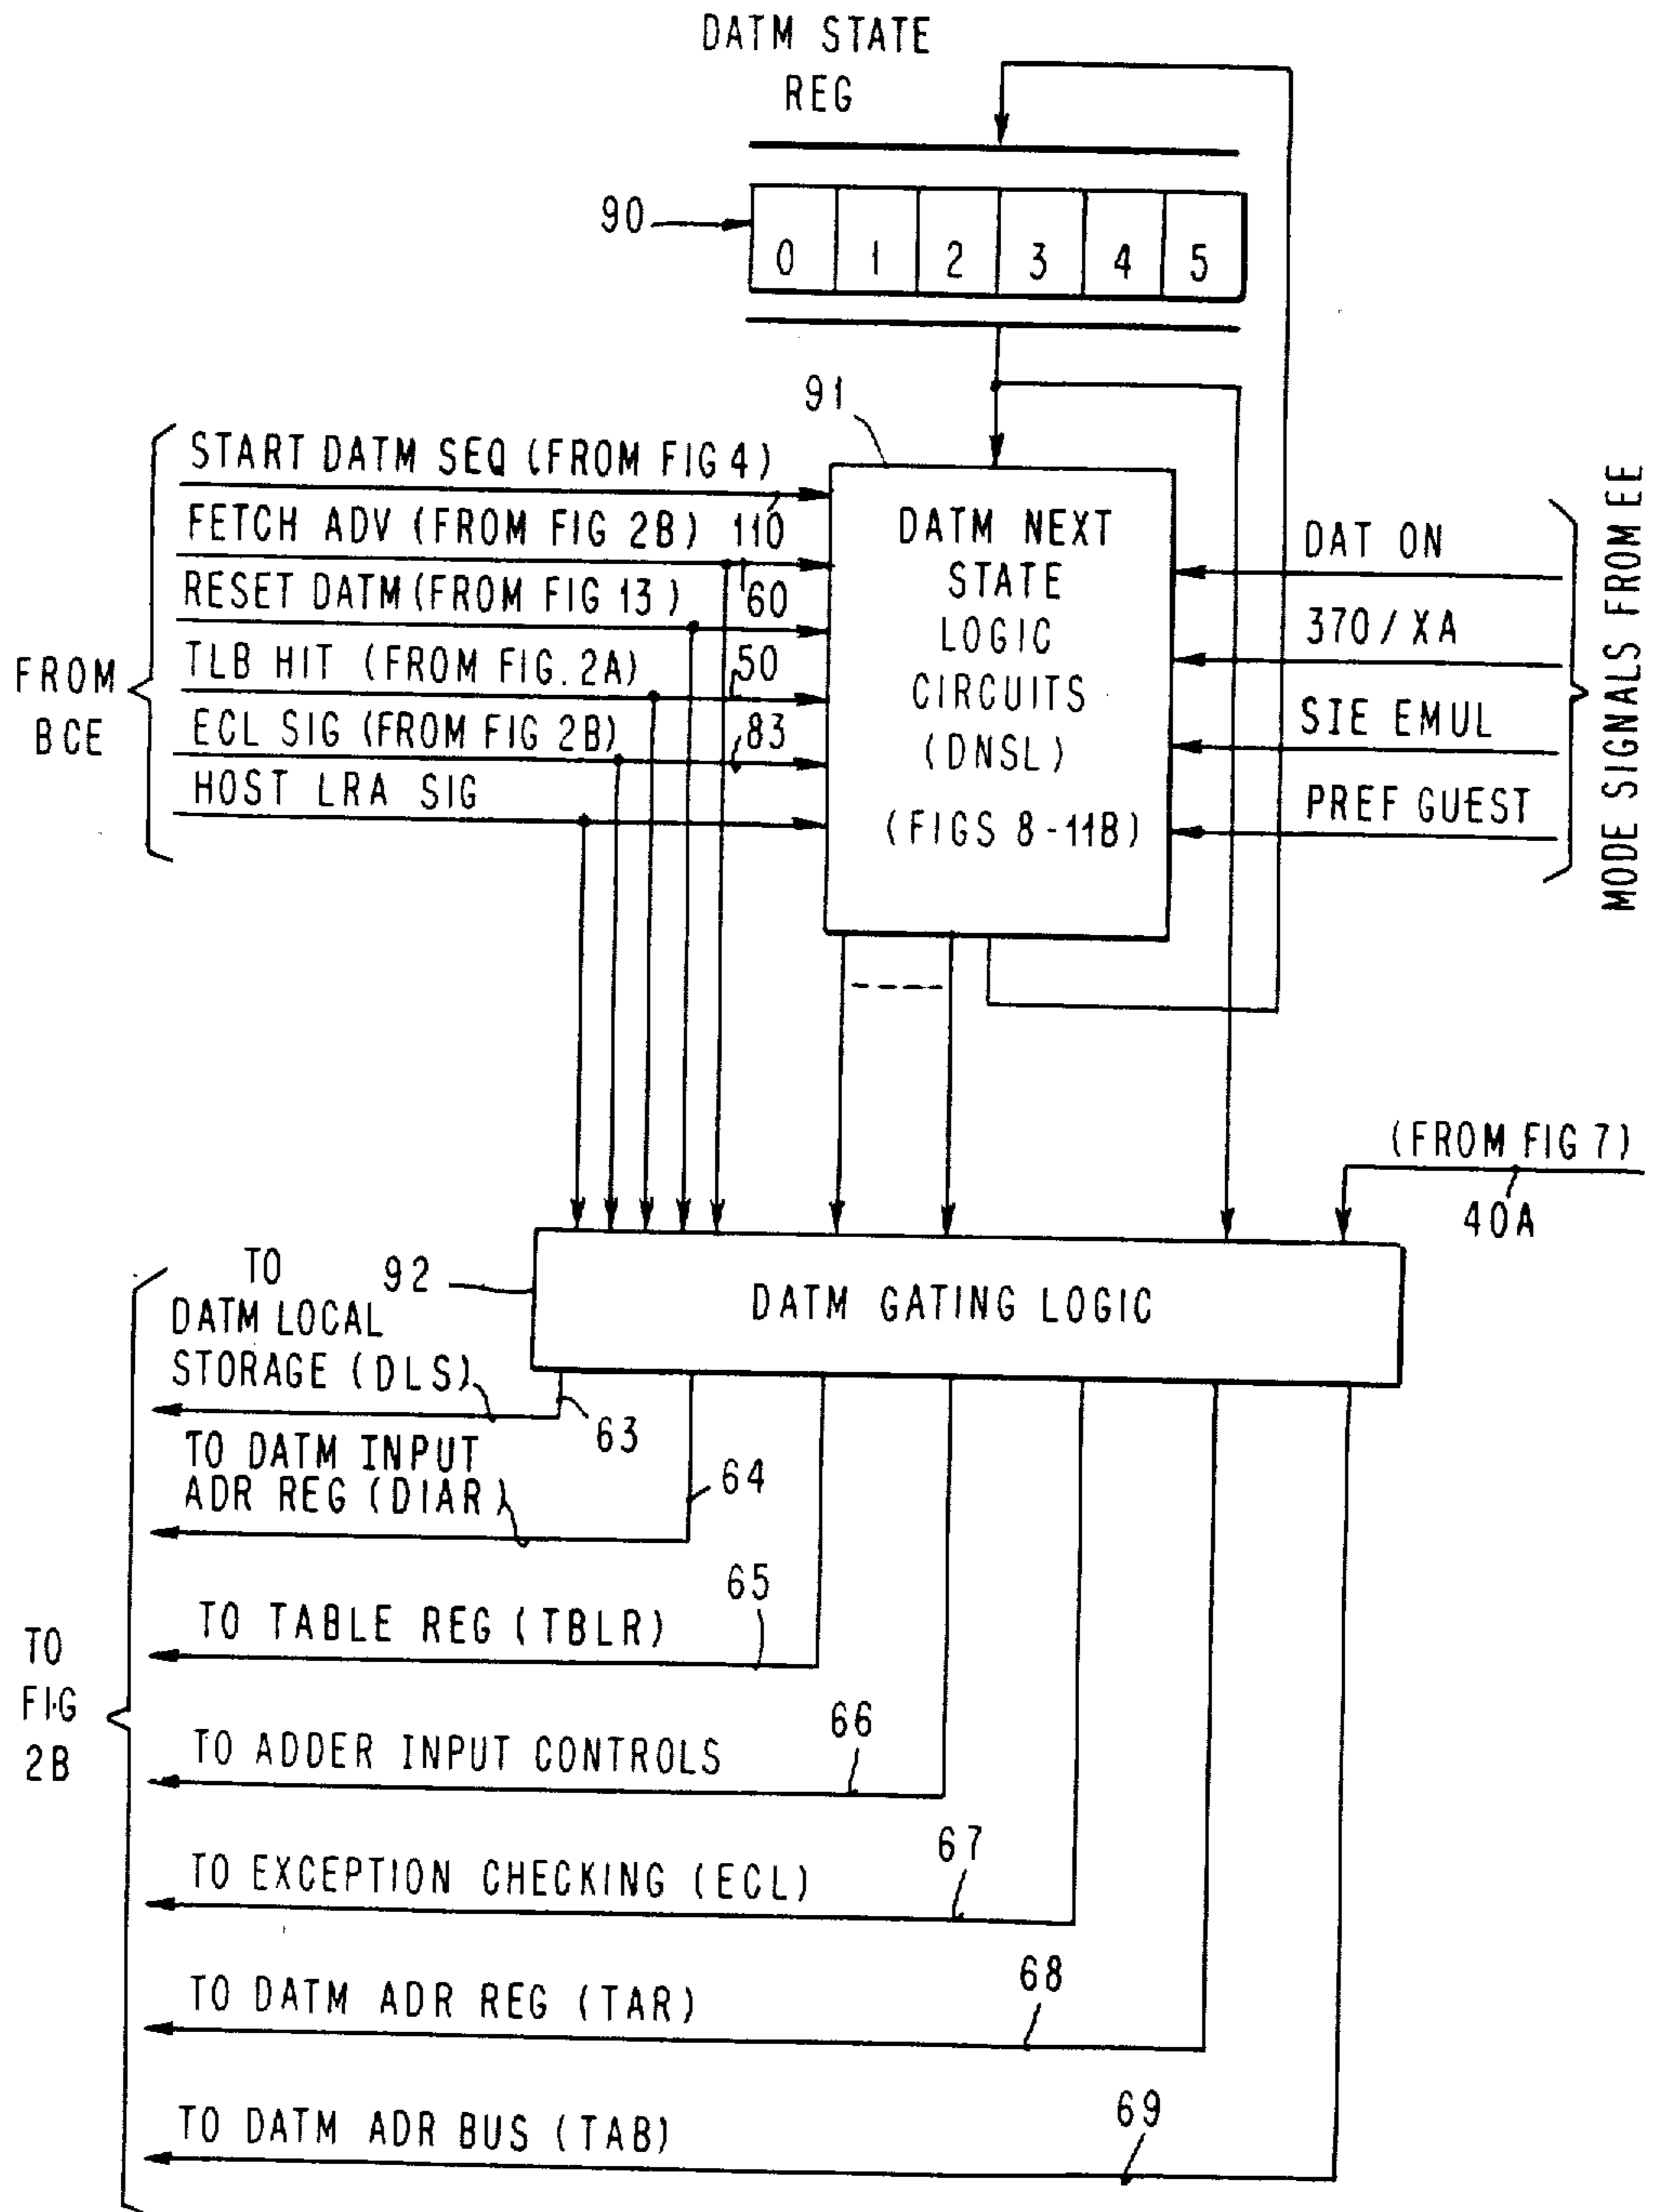 DATM STATE
REG
90
0 1 2 3 4 5
91
START DATM SEQ (FROM FIG 4)
110
FETCH ADV (FROM FIG 2B)
60
RESET DATM (FROM FIG 13)
TLB HIT (FROM FIG. 2A)
50
ECL SIG (FROM FIG 2B)
83
HOST LRA SIG
FROM
BCE
DATM NEXT
STATE
LOGIC
CIRCUITS
(DNSL)
(FIGS 8-11B)
DAT ON
370/XA
SIE EMUL
PREF GUEST
MODE SIGNALS FROM EE
(FROM FIG 7)
40A
92
DATM GATING LOGIC
TO
DATM LOCAL
STORAGE (DLS)
63
TO DATM INPUT
ADR REG (DIAR)
64
65
TO TABLE REG (TBLR)
TO
FIG
2B
66
TO ADDER INPUT CONTROLS
67
TO EXCEPTION CHECKING (ECL)
68
TO DATM ADR REG (TAR)
69
TO DATM ADR BUS (TAB)